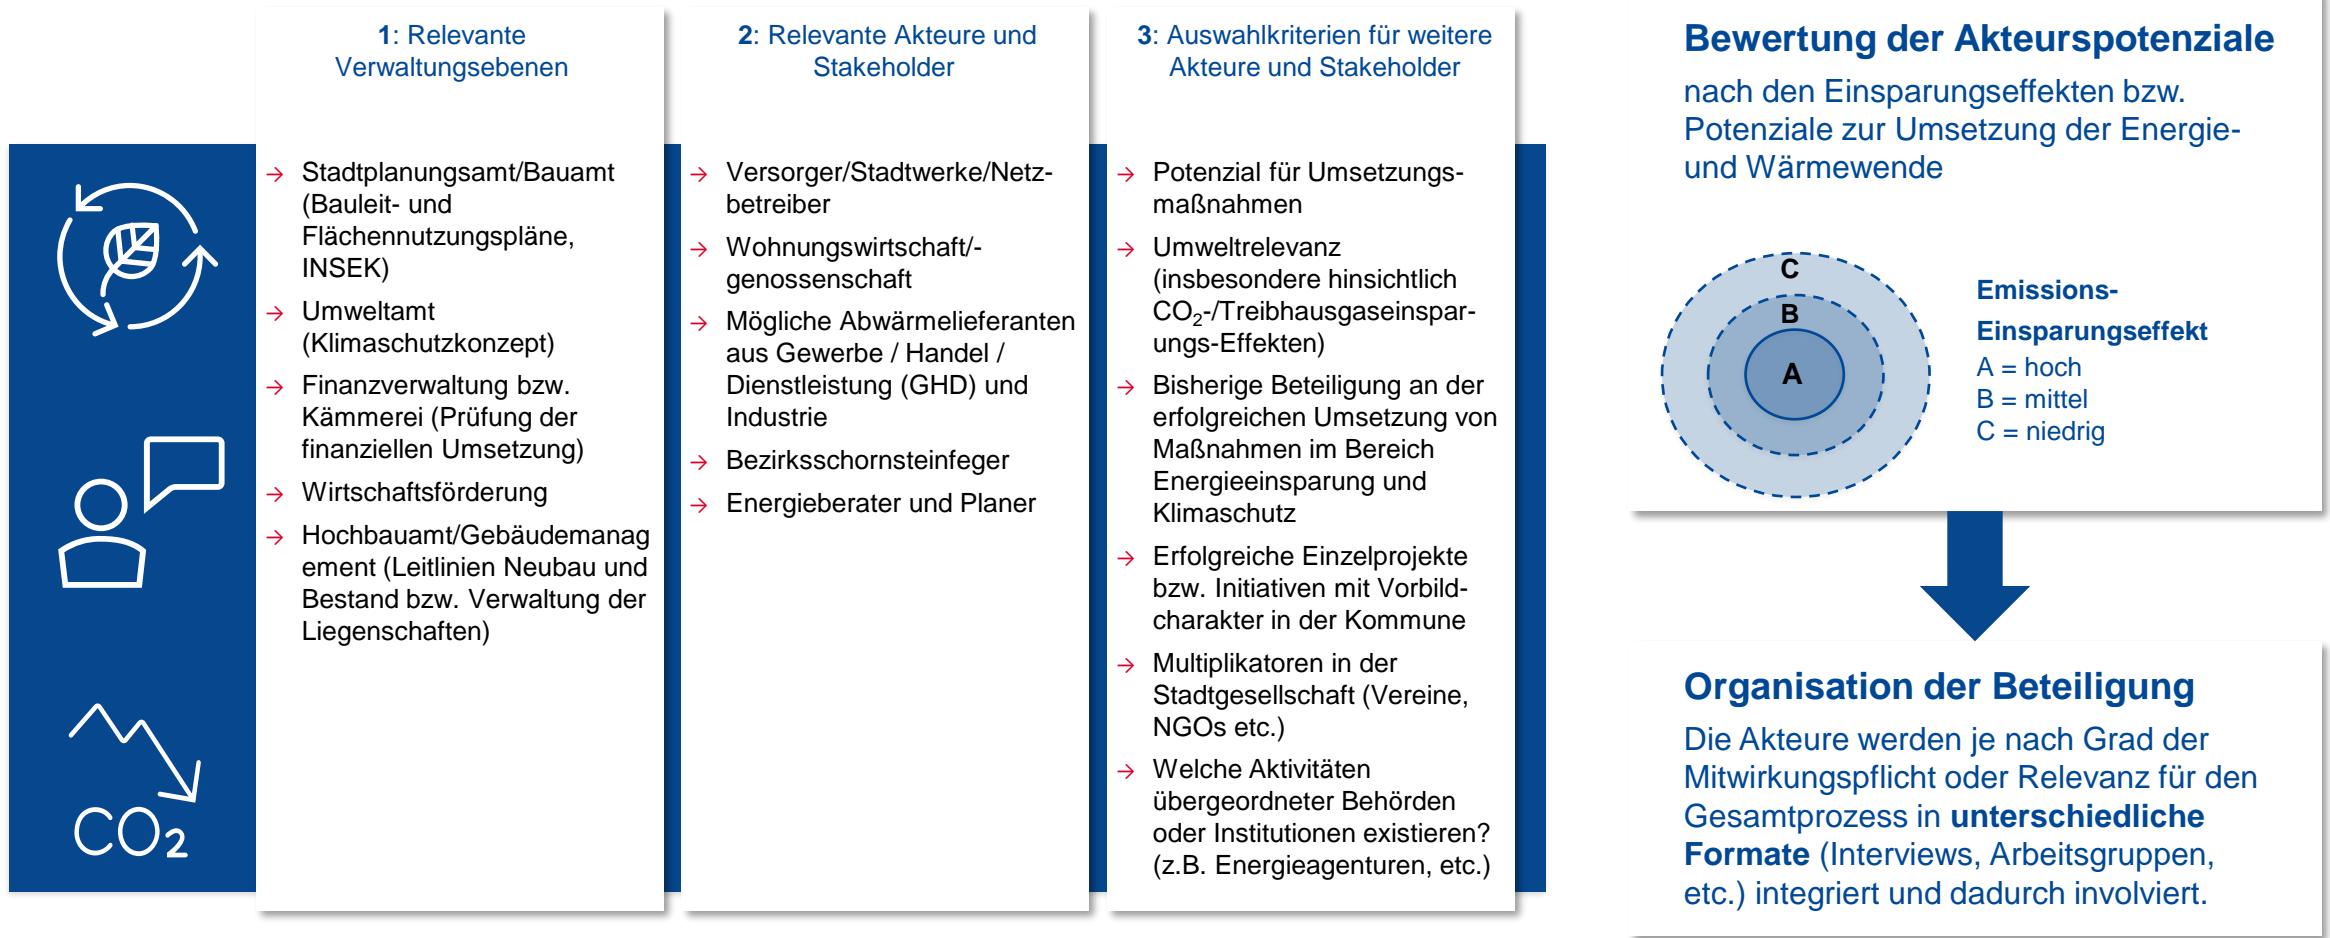 1: Relevante
Verwaltungsebenen
Stadtplanungsamt/Bauamt
(Bauleit- und
Flächennutzungspläne,
INSEK)
Umweltamt
(Klimaschutzkonzept)
Finanzverwaltung bzw.
Kämmerei (Prüfung der
finanziellen Umsetzung)
Wirtschaftsförderung
Hochbauamt/Gebäudemanag
ement (Leitlinien Neubau und
Bestand bzw. Verwaltung der
Liegenschaften)
CO2
2: Relevante Akteure und
Stakeholder
Versorger/Stadtwerke/Netz-
betreiber
Wohnungswirtschaft/-
genossenschaft
Mögliche Abwärmelieferanten
aus Gewerbe / Handel /
Dienstleistung (GHD) und
Industrie
Bezirksschornsteinfeger
Energieberater und Planer
3: Auswahlkriterien für weitere
Akteure und Stakeholder
Potenzial für Umsetzungs-
maßnahmen
Umweltrelevanz
(insbesondere hinsichtlich
CO₂-/Treibhausgaseinspar-
ungs-Effekten)
Bisherige Beteiligung an der
erfolgreichen Umsetzung von
Maßnahmen im Bereich
Energieeinsparung und
Klimaschutz
Erfolgreiche Einzelprojekte
bzw. Initiativen mit Vorbild-
charakter in der Kommune
Multiplikatoren in der
Stadtgesellschaft (Vereine,
NGOs etc.)
Welche Aktivitäten
übergeordneter Behörden
oder Institutionen existieren?
(z.B. Energieagenturen, etc.)
Bewertung der Akteurspotenziale
nach den Einsparungseffekten bzw.
Potenziale zur Umsetzung der Energie-
und Wärmewende
C
B
A
Emissions-
Einsparungseffekt
A = hoch
B = mittel
C = niedrig
Organisation der Beteiligung
Die Akteure werden je nach Grad der
Mitwirkungspflicht oder Relevanz für den
Gesamtprozess in unterschiedliche
Formate (Interviews, Arbeitsgruppen,
etc.) integriert und dadurch involviert.